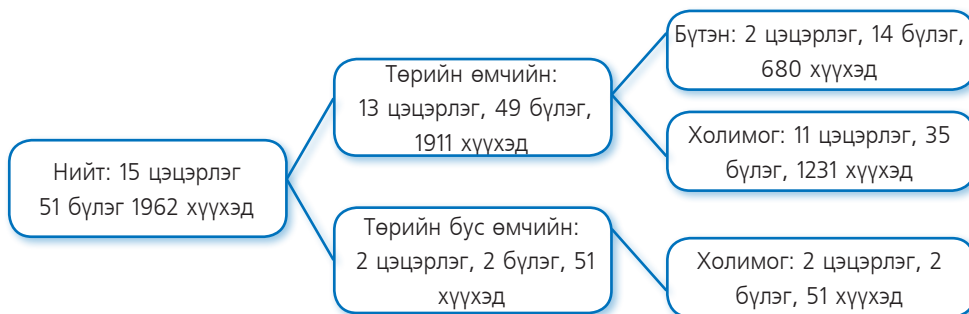 Нийт: 15 цэцэрлэг
51 бүлэг 1962 хүүхэд
Төрийн өмчийн:
13 цэцэрлэг, 49 бүлэг,
1911 хүүхэд
Бүтэн: 2 цэцэрлэг, 14 бүлэг,
680 хүүхэд
Холимог: 11 цэцэрлэг, 35
бүлэг, 1231 хүүхэд
Төрийн бус өмчийн:
2 цэцэрлэг, 2 бүлэг, 51
хүүхэд
Холимог: 2 цэцэрлэг, 2
бүлэг, 51 хүүхэд